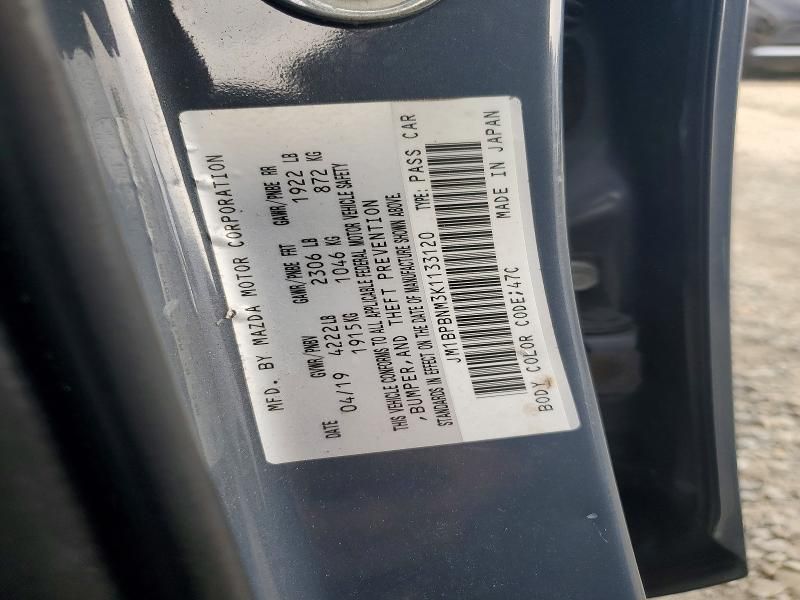 MFD. BY MAZDA MOTOR CORPORATION
DATE GVWR/PNBV GAWR/PNBE FRT GAWR/PNBE RR
04/19 4222LB 2306 LB 1922 LB
1915KG 1046 KG 872 KG
THIS VEHICLE CONFORMS TO ALL APPLICABLE FEDERAL MOTOR VEHICLE SAFETY
, BUMPER, AND THEFT PREVENTION
STANDARDS IN EFFECT ON THE DATE OF MANUFACTURE SHOWN ABOVE.
JM1BPBNM3K1133120 TYPE: PASS CAR
BODY COLOR CODE;47C MADE IN JAPAN